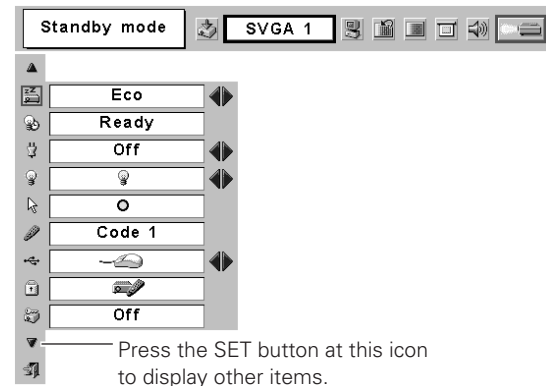 Standby mode
SVGA 1
Eco
Ready
Off
Code 1
Off
Press the SET button at this icon
to display other items.